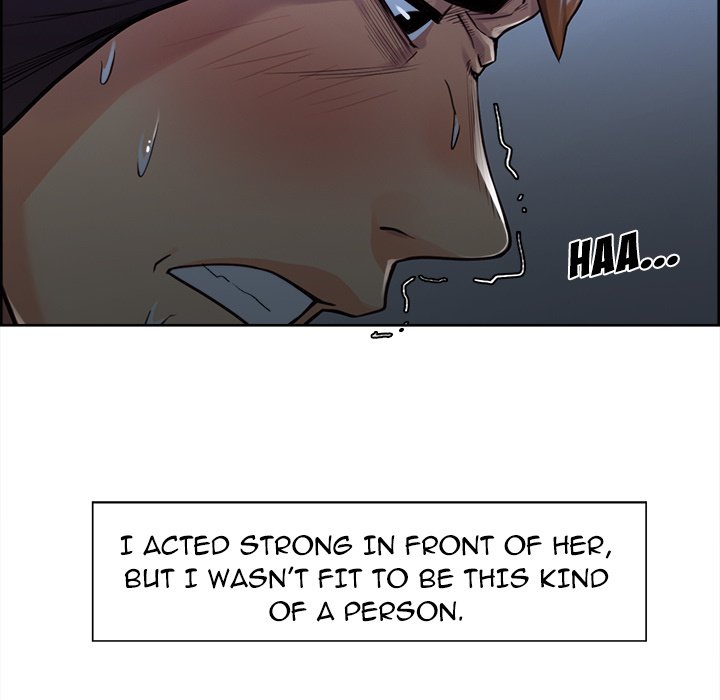 HAA...
I ACTED STRONG IN FRONT OF HER,
BUT I WASN'T FIT TO BE THIS KIND
OF A PERSON.